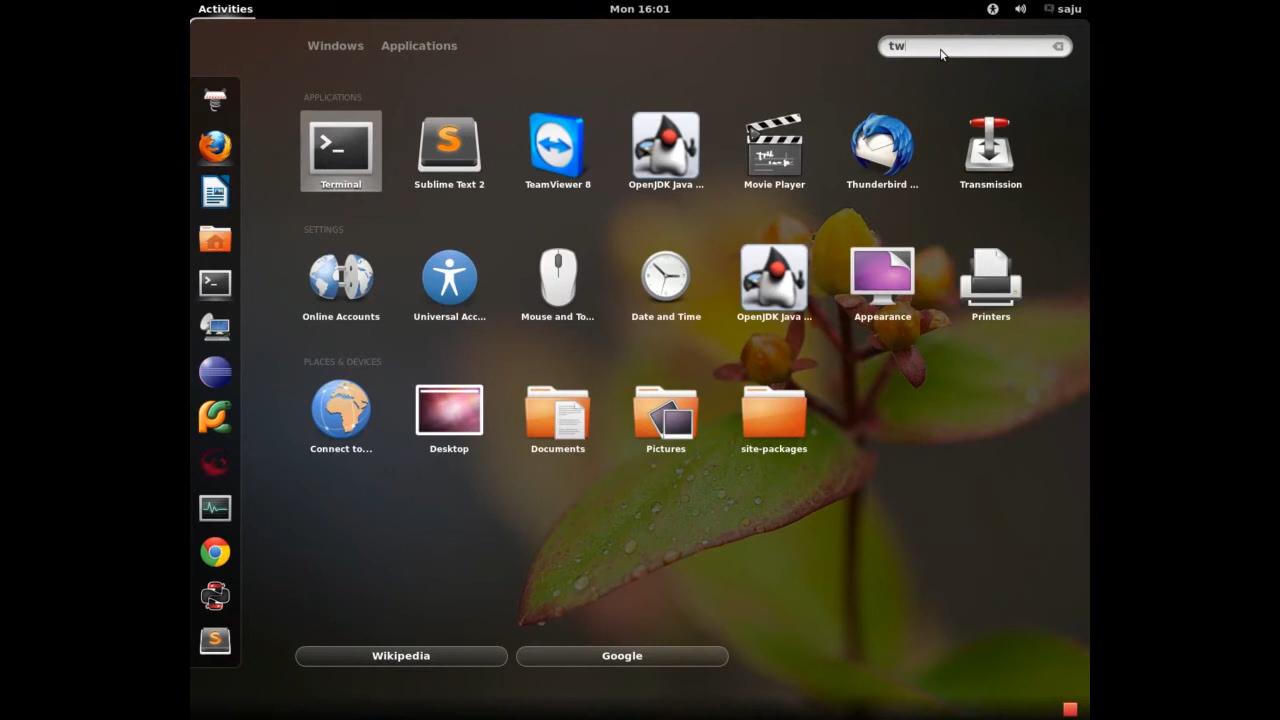 Activities Mon 16:01 saju
Windows Applications tw
APPLICATIONS
Terminal Sublime Text 2 TeamViewer 8 OpenJDK Java ... Movie Player Thunderbird ... Transmission
SETTINGS
Online Accounts Universal Acc... Mouse and To... Date and Time OpenJDK Java ... Appearance Printers
PLACES & DEVICES
Connect to... Desktop Documents Pictures site-packages
Wikipedia Google